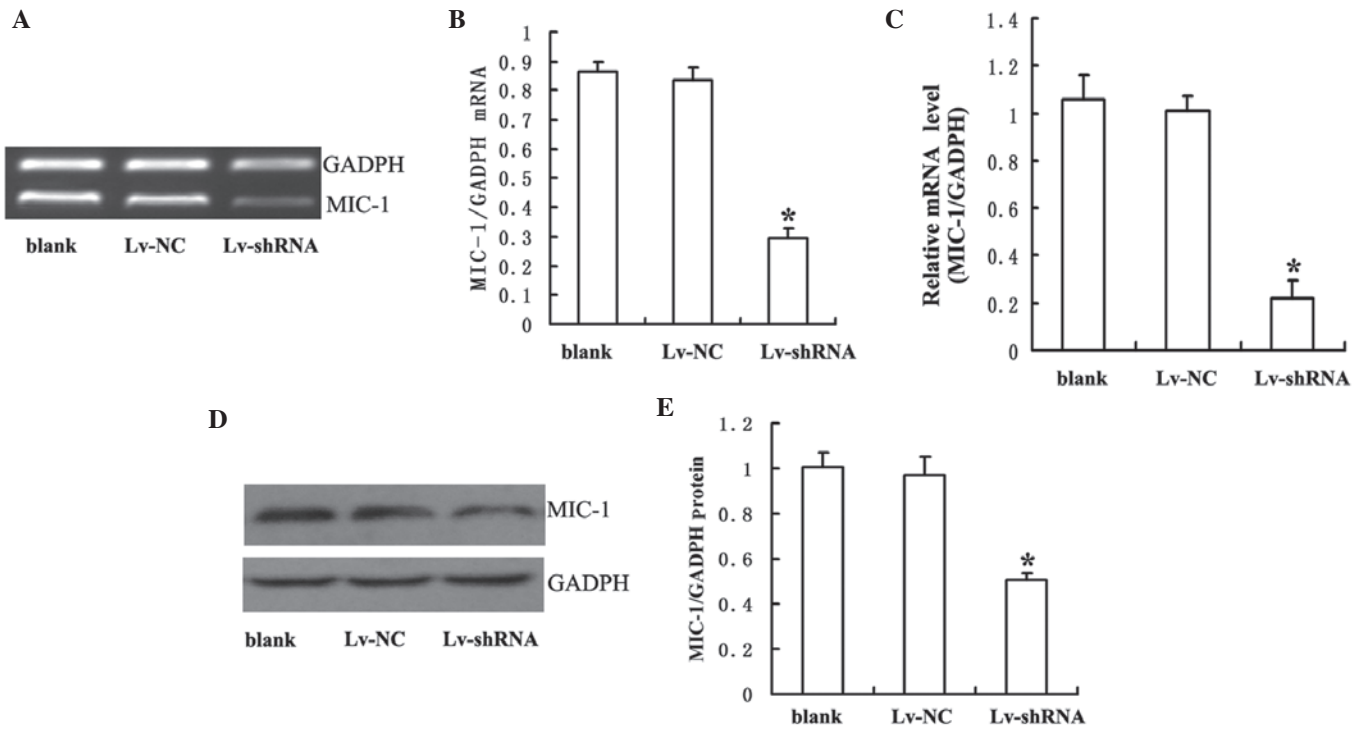 A
GADPH
MIC-1
blank Lv-NC Lv-shRNA
B
MIC-1/GADPH mRNA
1
0.9
0.8
0.7
0.6
0.5
0.4
0.3
0.2
0.1
0
*
blank Lv-NC Lv-shRNA
C
Relative mRNA level
(MIC-1/GADPH)
1.4
1.2
1
0.8
0.6
0.4
0.2
0
*
blank Lv-NC Lv-shRNA
D
MIC-1
GADPH
blank Lv-NC Lv-shRNA
E
MIC-1/GADPH protein
1.2
1
0.8
0.6
0.4
0.2
0
*
blank Lv-NC Lv-shRNA